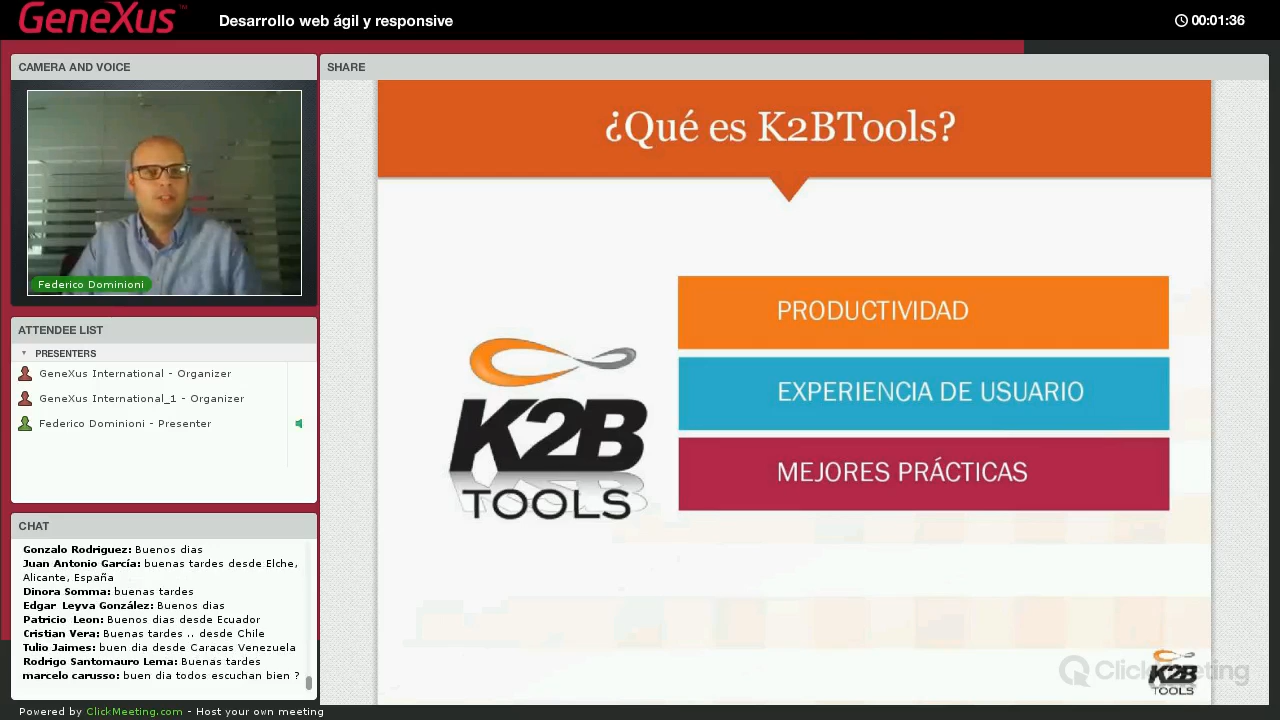 GeneXus™
Desarrollo web ágil y responsive
00:01:36
CAMERA AND VOICE
Federico Dominioni
ATTENDEE LIST
PRESENTERS
GeneXus International - Organizer
GeneXus International_1 - Organizer
Federico Dominioni - Presenter
CHAT
Gonzalo Rodriguez: Buenos dias
Juan Antonio García: buenas tardes desde Elche,
Alicante, España
Dinora Somma: buenas tardes
Edgar Leyva González: Buenos dias
Patricio Leon: Buenos dias desde Ecuador
Cristian Vera: Buenas tardes .. desde Chile
Tulio Jaimes: buen dia desde Caracas Venezuela
Rodrigo Santamauro Lema: Buenas tardes
marcelo carusso: buen dia todos escuchan bien ?
Powered by ClickMeeting.com - Host your own meeting
SHARE
¿Qué es K2BTools?
K2B
TOOLS
PRODUCTIVIDAD
EXPERIENCIA DE USUARIO
MEJORES PRÁCTICAS
ClickMeeting
K2B
TOOLS